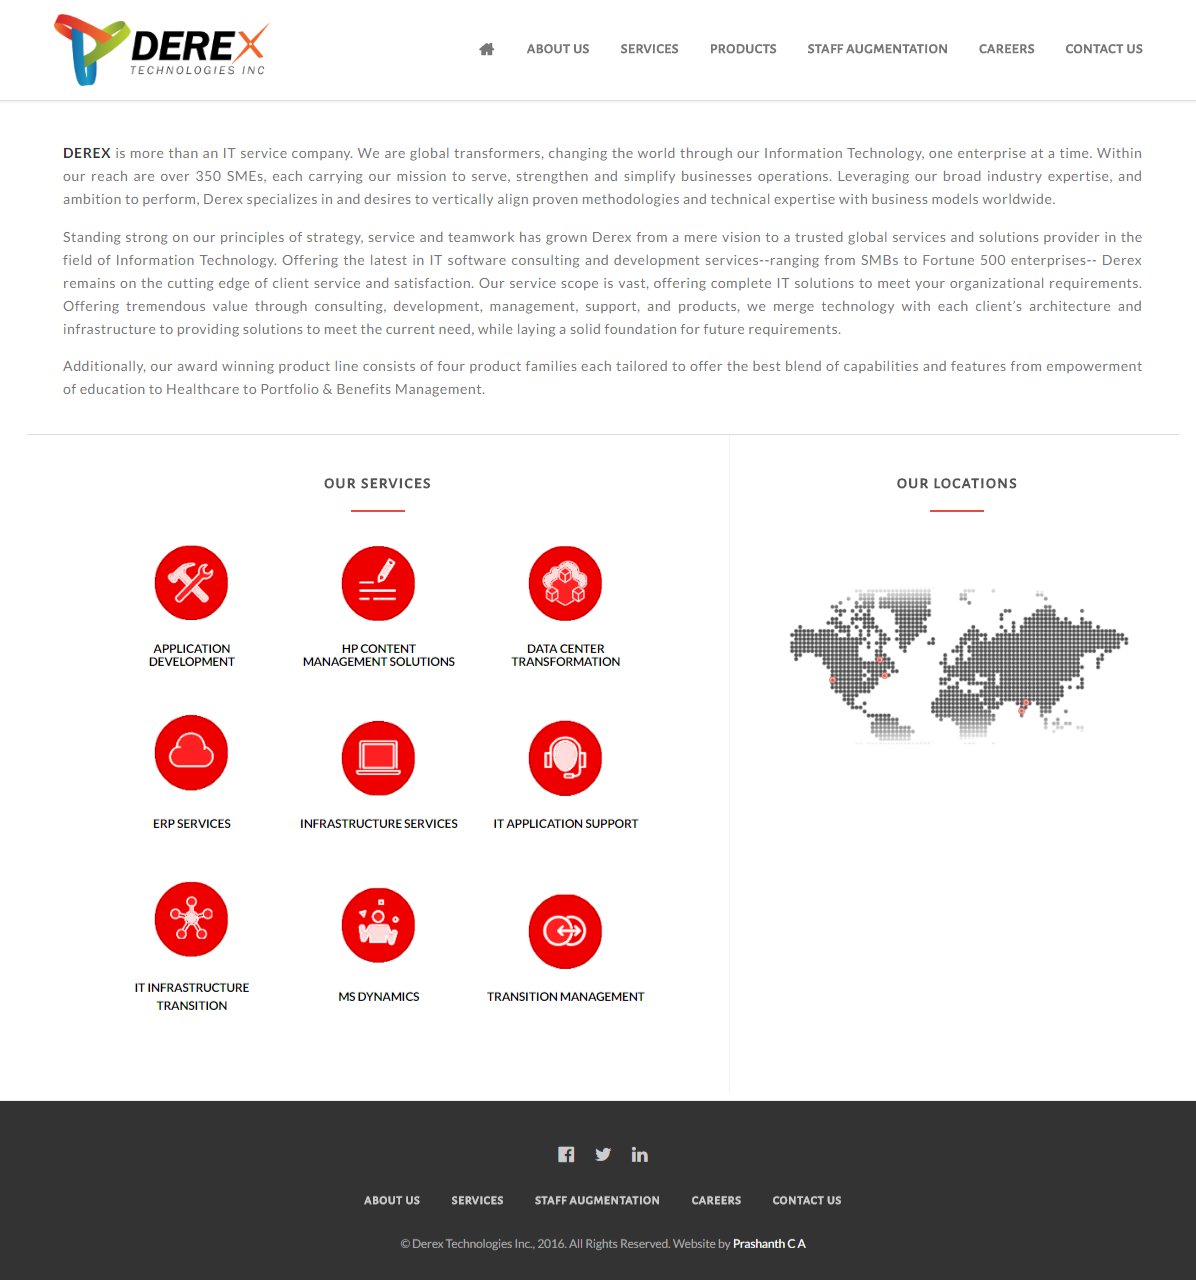 DEREX
TECHNOLOGIES INC
ABOUT US SERVICES PRODUCTS STAFF AUGMENTATION CAREERS CONTACT US
DEREX is more than an IT service company. We are global transformers, changing the world through our Information Technology, one enterprise at a time. Within
our reach are over 350 SMEs, each carrying our mission to serve, strengthen and simplify businesses operations. Leveraging our broad industry expertise, and
ambition to perform, Derex specializes in and desires to vertically align proven methodologies and technical expertise with business models worldwide.
Standing strong on our principles of strategy, service and teamwork has grown Derex from a mere vision to a trusted global services and solutions provider in the
field of Information Technology. Offering the latest in IT software consulting and development services--ranging from SMBs to Fortune 500 enterprises-- Derex
remains on the cutting edge of client service and satisfaction. Our service scope is vast, offering complete IT solutions to meet your organizational requirements.
Offering tremendous value through consulting, development, management, support, and products, we merge technology with each client’s architecture and
infrastructure to providing solutions to meet the current need, while laying a solid foundation for future requirements.
Additionally, our award winning product line consists of four product families each tailored to offer the best blend of capabilities and features from empowerment
of education to Healthcare to Portfolio & Benefits Management.
OUR SERVICES
APPLICATION
DEVELOPMENT
HP CONTENT
MANAGEMENT SOLUTIONS
DATA CENTER
TRANSFORMATION
ERP SERVICES
INFRASTRUCTURE SERVICES
IT APPLICATION SUPPORT
IT INFRASTRUCTURE
TRANSITION
MS DYNAMICS
TRANSITION MANAGEMENT
OUR LOCATIONS
ABOUT US SERVICES STAFF AUGMENTATION CAREERS CONTACT US
© Derex Technologies Inc., 2016. All Rights Reserved. Website by Prashanth C A